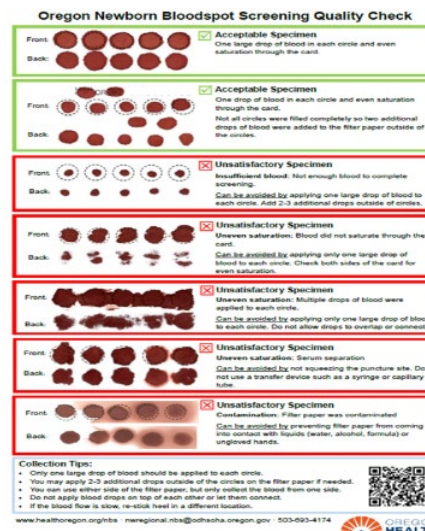 Oregon Newborn Bloodspot Screening Quality Check
Front:
Back:
Acceptable Specimen
One large drop of blood in each circle and even
saturation through the card.
Front:
Back:
Acceptable Specimen
One drop of blood in each circle and even saturation
through the card.
Not all circles were filled completely so two additional
drops of blood were added to the filter paper outside of
the circles.
Front:
Back:
Unsatisfactory Specimen
Insufficient blood: Not enough blood to complete
screening.
Can be avoided by applying one large drop of blood to
each circle. Add 2-3 additional drops outside of circles.
Front:
Back:
Unsatisfactory Specimen
Uneven saturation: Blood did not saturate through the
card.
Can be avoided by applying only one large drop of
blood to each circle. Check both sides of the card for
even saturation.
Front:
Back:
Unsatisfactory Specimen
Uneven saturation: Multiple drops of blood were
applied to each circle.
Can be avoided by applying only one large drop of blood
to each circle. Do not allow drops to overlap or connect.
Front:
Back:
Unsatisfactory Specimen
Uneven saturation: Serum separation
Can be avoided by not squeezing the puncture site. Do
not use a transfer device such as a syringe or capillary
tube.
Front:
Back:
Unsatisfactory Specimen
Contamination: Filter paper was contaminated
Can be avoided by preventing filter paper from coming
into contact with liquids (water, alcohol, formula) or
ungloved hands.
Collection Tips:
• Only one large drop of blood should be applied to each circle.
• You may apply 2-3 additional drops outside of the circles on the filter paper if needed.
• You can use either side of the filter paper, but only collect the blood from one side.
• Do not apply blood drops on top of each other or let them connect.
• If the blood flow is slow, re-stick heel in a different location.
www.healthoregon.org/nbs - nwregional.nbs@odhsoha.oregon.gov - 503-693-4174
OREGON
HEALTH